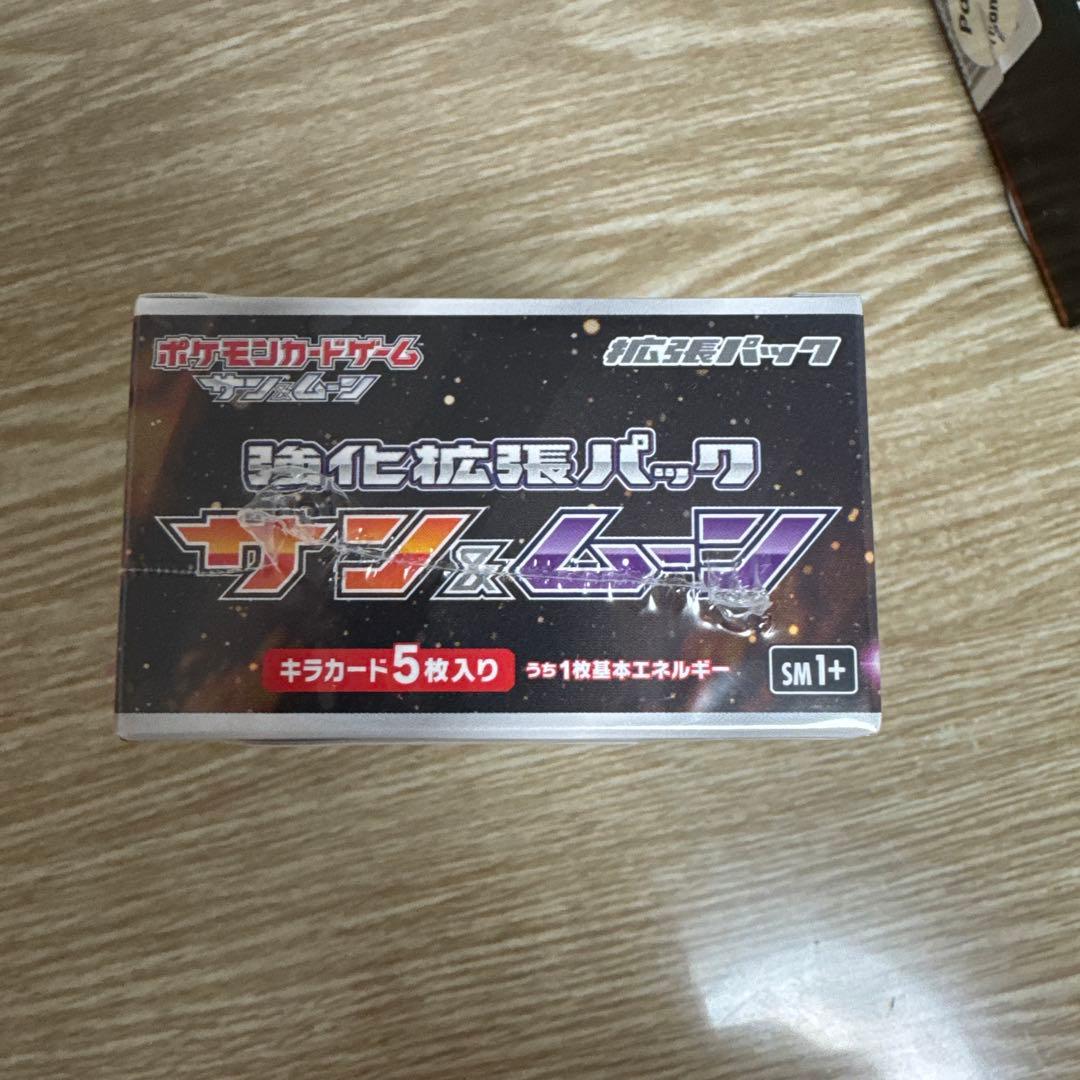 ポケモンカードゲーム
サン&ムーン
拡張パック
強化拡張パック
サン&ムーン
キラカード5枚入り
うち1枚基本エネルギー
SM1+